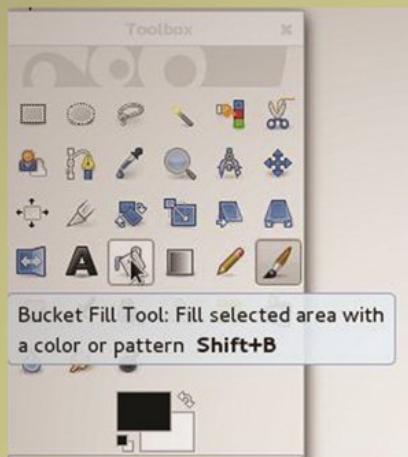 Toolbox
Bucket Fill Tool: Fill selected area with
a color or pattern Shift+B